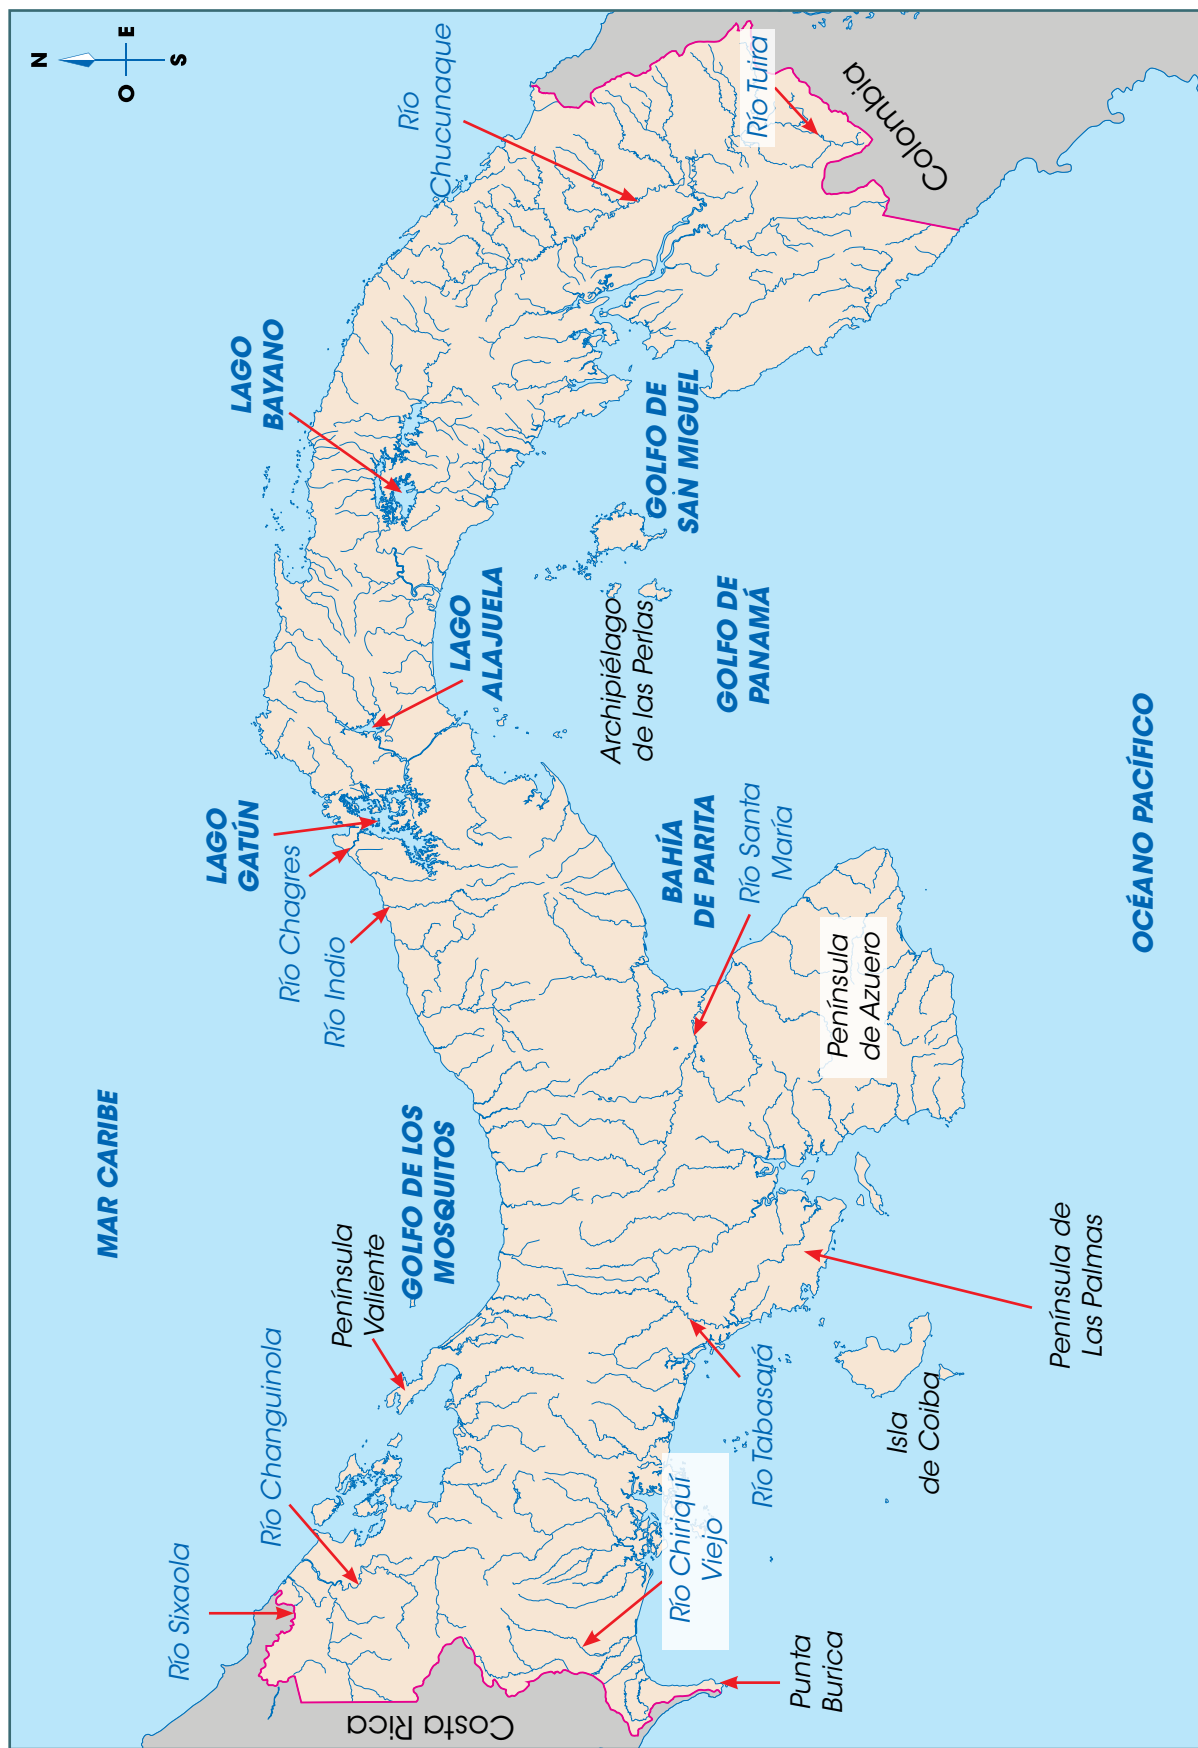 N
E
O
S
MAR CARIBE
Río Sixaola
Río Changuinola
Península
Valiente
GOLFO DE LOS
MOSQUITOS
Río Indio
Río Chagres
LAGO
GATÚN
LAGO
ALAJUELA
LAGO
BAYANO
Río
Chucunaque
Río Tuira
Colombia
Costa Rica
Punta
Burica
Río Chiriquí
Viejo
Río Tabasará
Isla
de Coiba
Península de
Las Palmas
Península
de Azuero
BAHÍA
DE PARITA
Río Santa
María
Archipiélago
de las Perlas
GOLFO DE
PANAMÁ
GOLFO DE
SAN MIGUEL
OCÉANO PACÍFICO